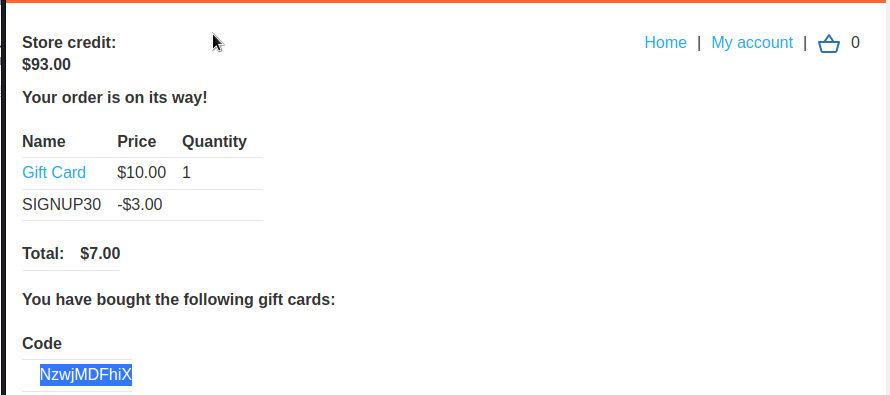 Store credit:
$93.00
Home | My account | 0
Your order is on its way!
Name Price Quantity
Gift Card $10.00 1
SIGNUP30 -$3.00
Total: $7.00
You have bought the following gift cards:
Code
NzwjMDFhiX